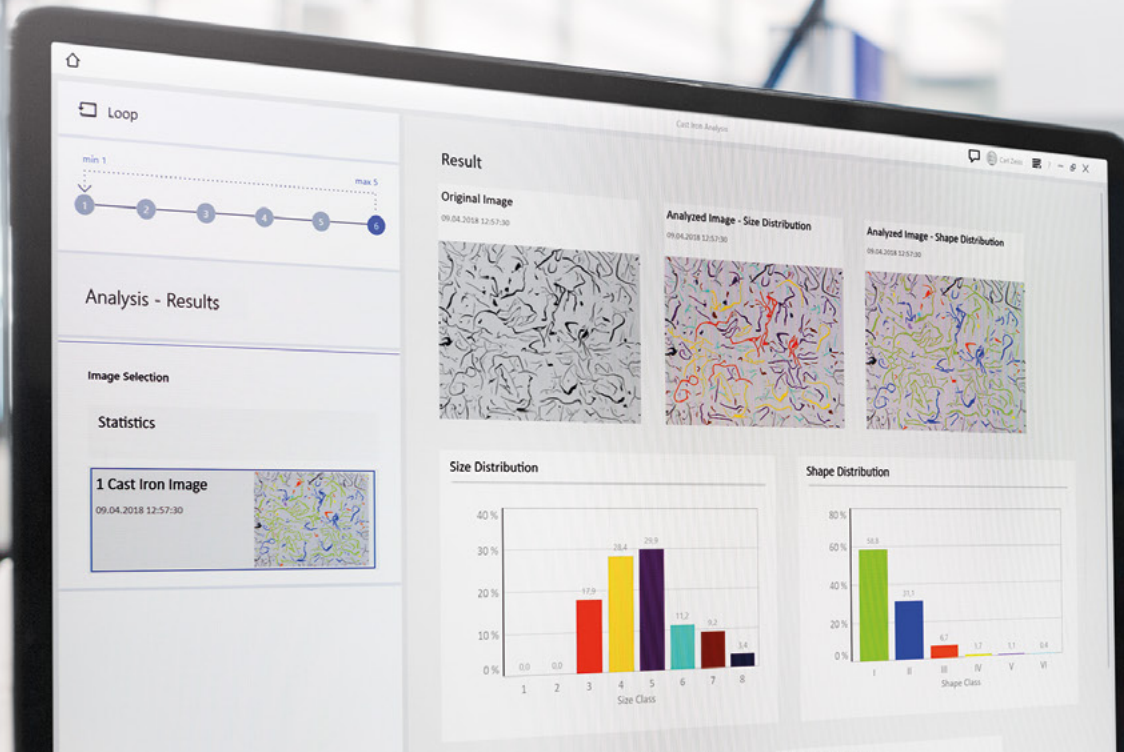 Loop
min 1
max 5
1
2
3
4
5
6
Analysis - Results
Image Selection
Statistics
1 Cast Iron Image
09.04.2018 12:57:30
Cast Iron Analysis
Carl Zeiss
Result
Original Image
09.04.2018 12:57:30
Analyzed Image - Size Distribution
09.04.2018 12:57:30
Analyzed Image - Shape Distribution
09.04.2018 12:57:30
Size Distribution
40 %
30 %
20 %
10 %
0 %
0,0
0,0
17,9
28,4
29,9
11,2
9,2
3,4
1
2
3
4
5
6
7
8
Size Class
Shape Distribution
80 %
60 %
40 %
20 %
0 %
58,8
31,1
6,7
1,7
1,1
0,4
I
II
III
IV
V
VI
Shape Class